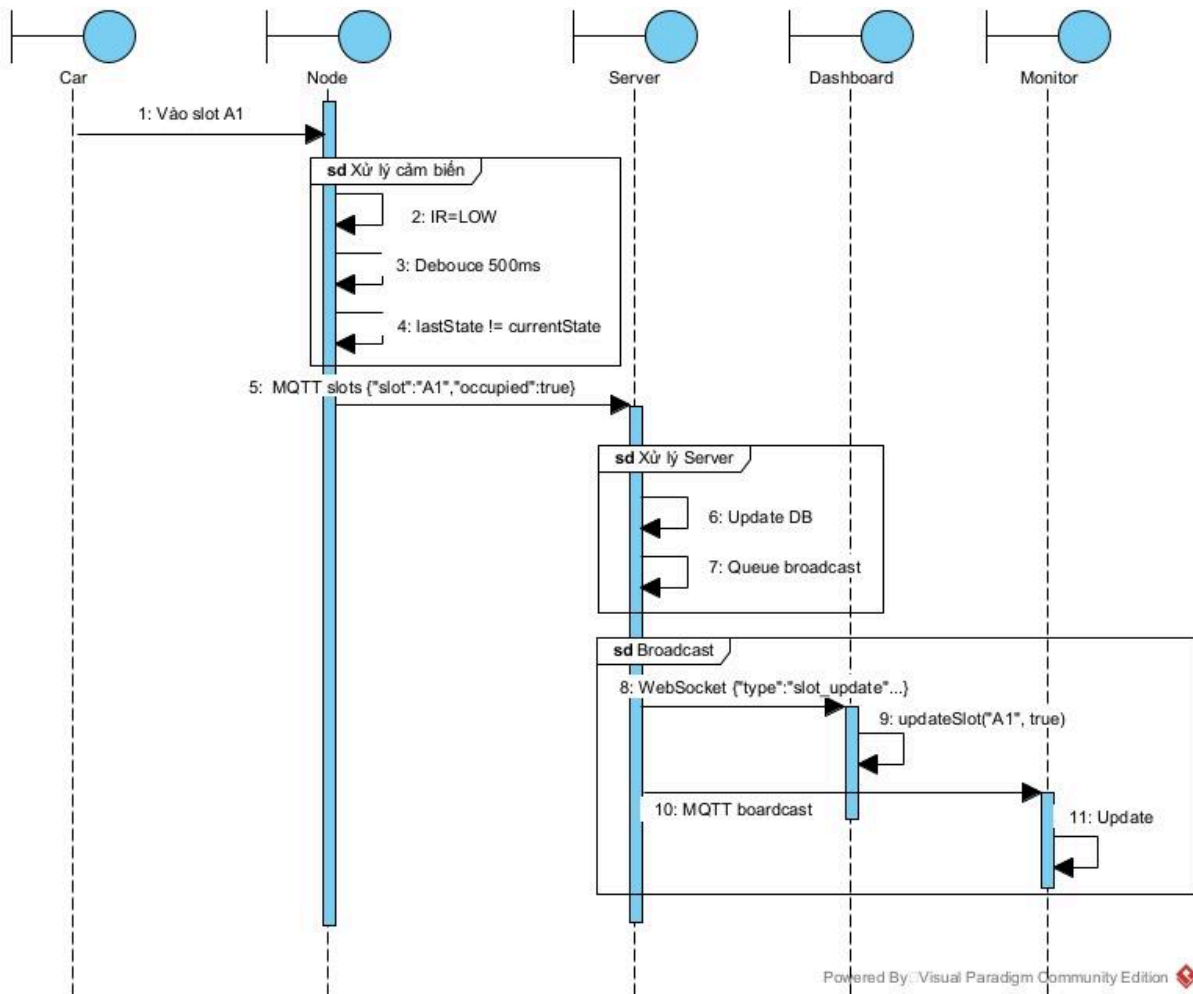 Car
Node
Server
Dashboard
Monitor
1: Vào slot A1
sd Xử lý cảm biến
2: IR=LOW
3: Debouce 500ms
4: lastState != currentState
5: MQTT slots {"slot":"A1","occupied":true}
sd Xử lý Server
6: Update DB
7: Queue broadcast
sd Broadcast
8: WebSocket {"type":"slot_update"...}
9: updateSlot("A1", true)
10: MQTT boardcast
11: Update
Powered By Visual Paradigm Community Edition